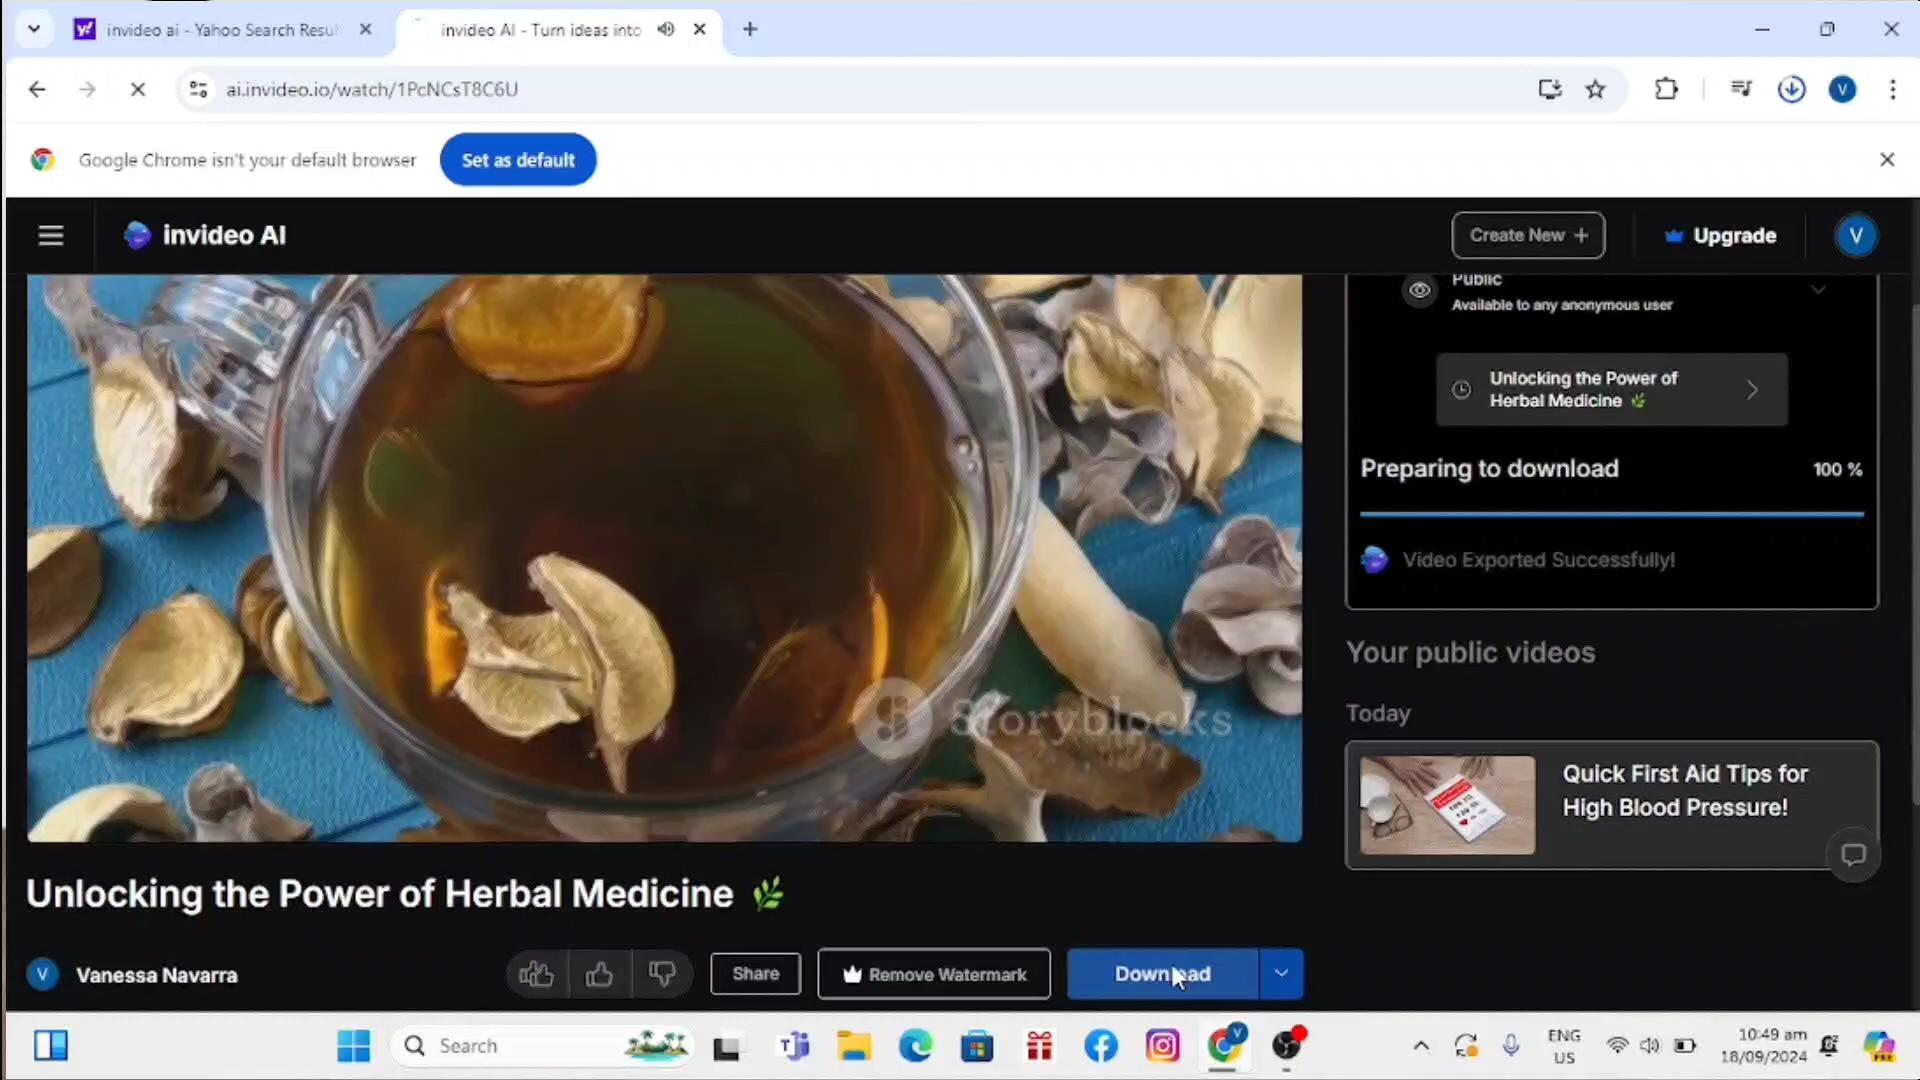 invideo ai - Yahoo Search Resul
invideo AI - Turn ideas into
ai.invideo.io/watch/1PcNCsT8C6U
V
Google Chrome isn't your default browser
Set as default
invideo AI
Create New +
Upgrade
V
Public
Available to any anonymous user
Unlocking the Power of
Herbal Medicine
Preparing to download
100 %
Video Exported Successfully!
Storyblocks
Your public videos
Today
Quick First Aid Tips for
High Blood Pressure!
Unlocking the Power of Herbal Medicine
V
Vanessa Navarra
Share
Remove Watermark
Download
Search
V
ENG
US
10:49 am
18/09/2024
PRE